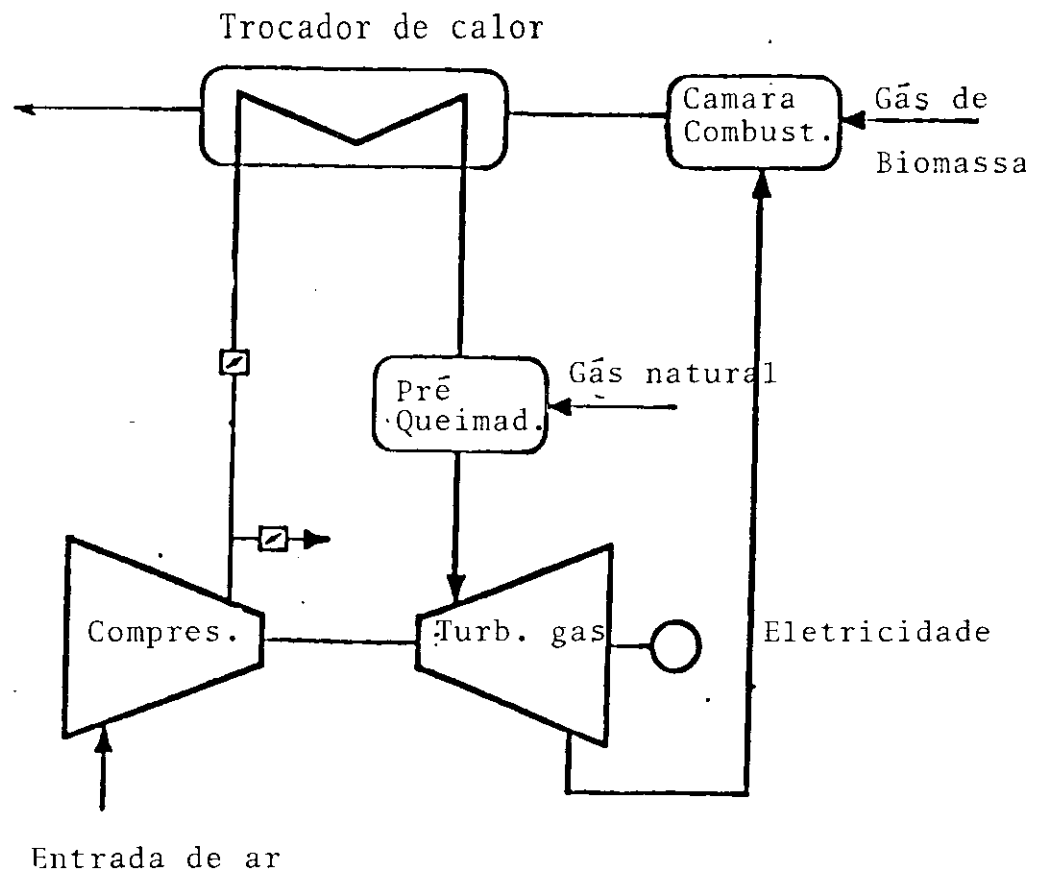 Trocador de calor
Camara
Combust.
Gás de
Biomassa
Pré
Queimad.
Gás natural
Compres.
Turb. gas
Eletricidade
Entrada de ar